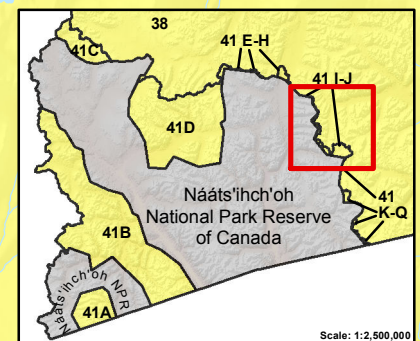 38
41 E-H
41C
41 I-J
41D
Nááts'ihch'oh
National Park Reserve
of Canada
41
K-Q
41B
Nááts'ihch'oh NPR
41A
Scale: 1:2,500,000